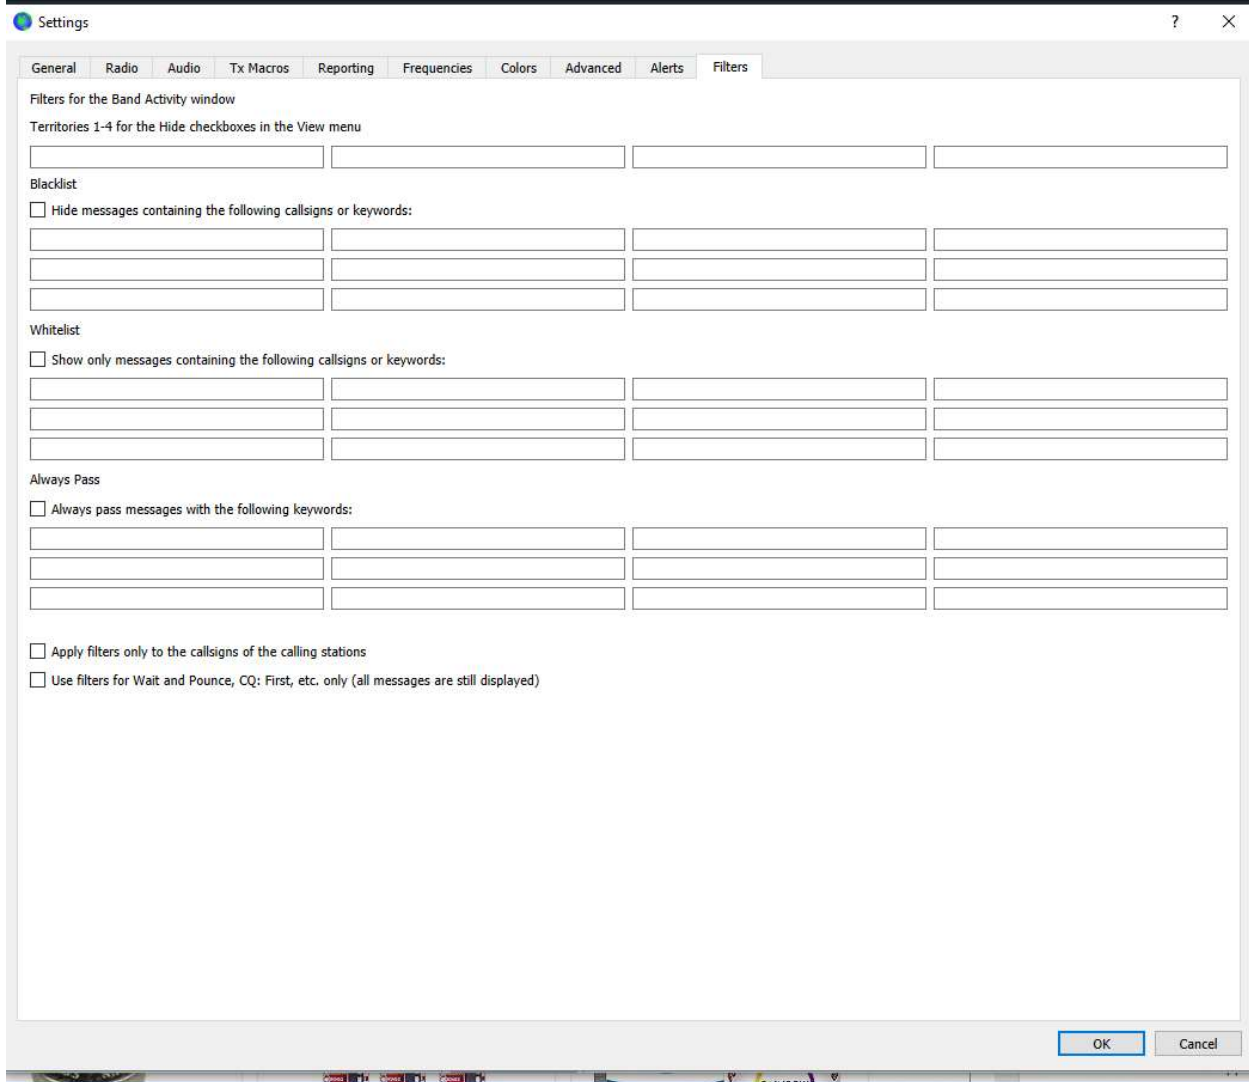 Settings
?
General Radio Audio Tx Macros Reporting Frequencies Colors Advanced Alerts Filters
Filters for the Band Activity window
Territories 1-4 for the Hide checkboxes in the View menu
Blacklist
Hide messages containing the following callsigns or keywords:
Whitelist
Show only messages containing the following callsigns or keywords:
Always Pass
Always pass messages with the following keywords:
Apply filters only to the callsigns of the calling stations
Use filters for Wait and Pounce, CQ: First, etc. only (all messages are still displayed)
OK Cancel